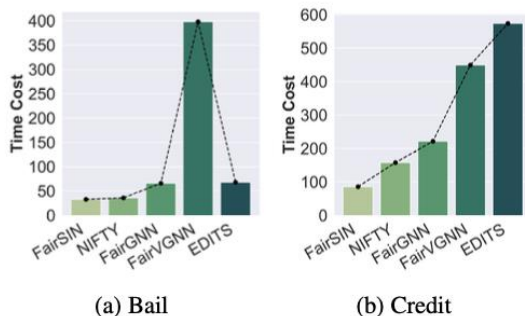 Time Cost
400
350
300
250
200
150
100
50
0
FairSIN
NIFTY
FairGNN
FairVGNN
EDITS
(a) Bail
Time Cost
600
500
400
300
200
100
0
FairSIN
NIFTY
FairGNN
FairVGNN
EDITS
(b) Credit